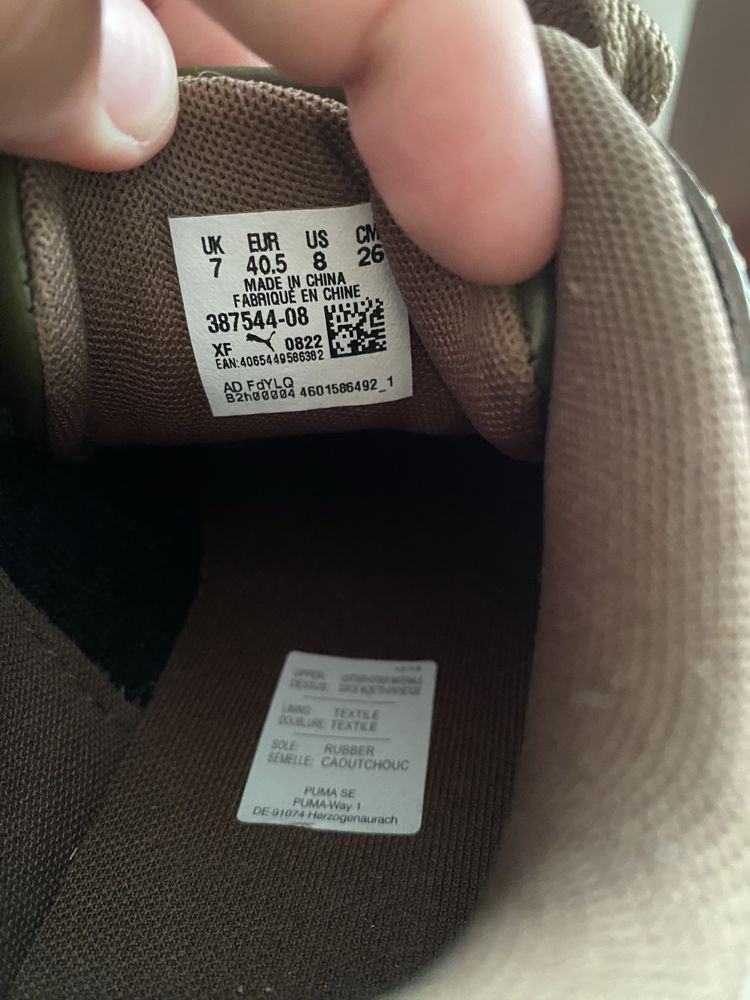 UK EUR US CM
7 40.5 8 26
MADE IN CHINA
FABRIQUÉ EN CHINE
387544-08
XF 0822
EAN:4065449586382
AD FdYLQ
B2h00004 4601586492_1
UPPER:
DESSUS:
LINING: TEXTILE
DOUBLURE: TEXTILE
SOLE: RUBBER
SEMELLE: CAOUTCHOUC
PUMA SE
PUMA-Way 1
DE-91074 Herzogenaurach